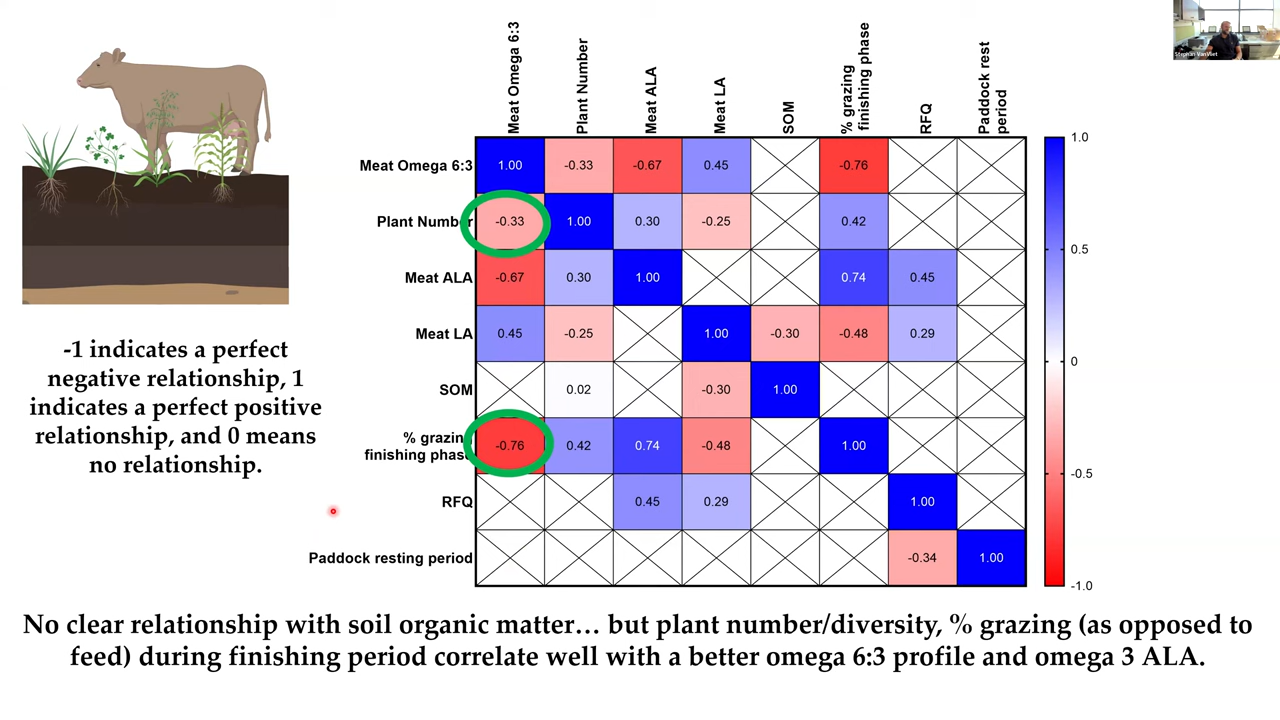 Meat Omega 6:3
Plant Number
Meat ALA
Meat LA
SOM
% grazing
finishing phase
RFQ
Paddock rest
period
Stephan VanVliet
Meat Omega 6:3 1.00 -0.33 -0.67 0.45 -0.76
Plant Number -0.33 1.00 0.30 -0.25 0.42
Meat ALA -0.67 0.30 1.00 0.74 0.45
Meat LA 0.45 -0.25 1.00 -0.30 -0.48 0.29
SOM 0.02 -0.30 1.00
% grazing
finishing phase -0.76 0.42 0.74 -0.48 1.00
RFQ 0.45 0.29 1.00
Paddock resting period -0.34 1.00
1.0
0.5
0
-0.5
-1.0
-1 indicates a perfect
negative relationship, 1
indicates a perfect positive
relationship, and 0 means
no relationship.
No clear relationship with soil organic matter… but plant number/diversity, % grazing (as opposed to
feed) during finishing period correlate well with a better omega 6:3 profile and omega 3 ALA.